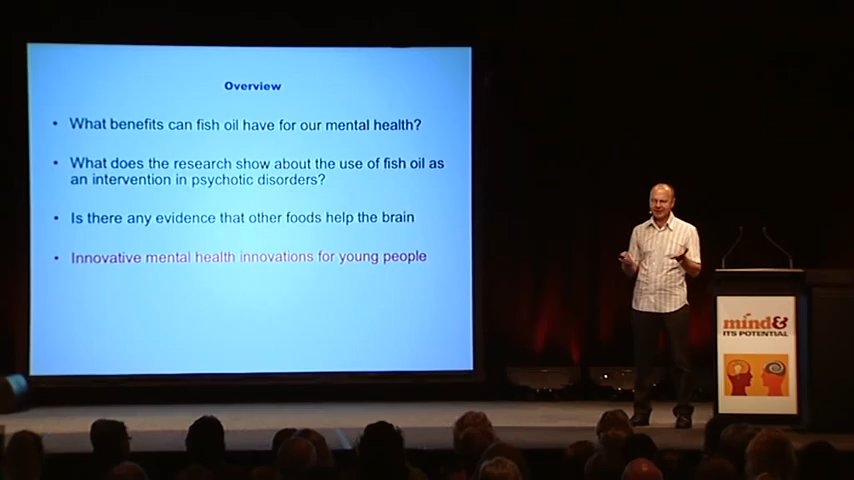 Overview
• What benefits can fish oil have for our mental health?
• What does the research show about the use of fish oil as
an intervention in psychotic disorders?
• Is there any evidence that other foods help the brain
• Innovative mental health innovations for young people
mind&
ITS POTENTIAL